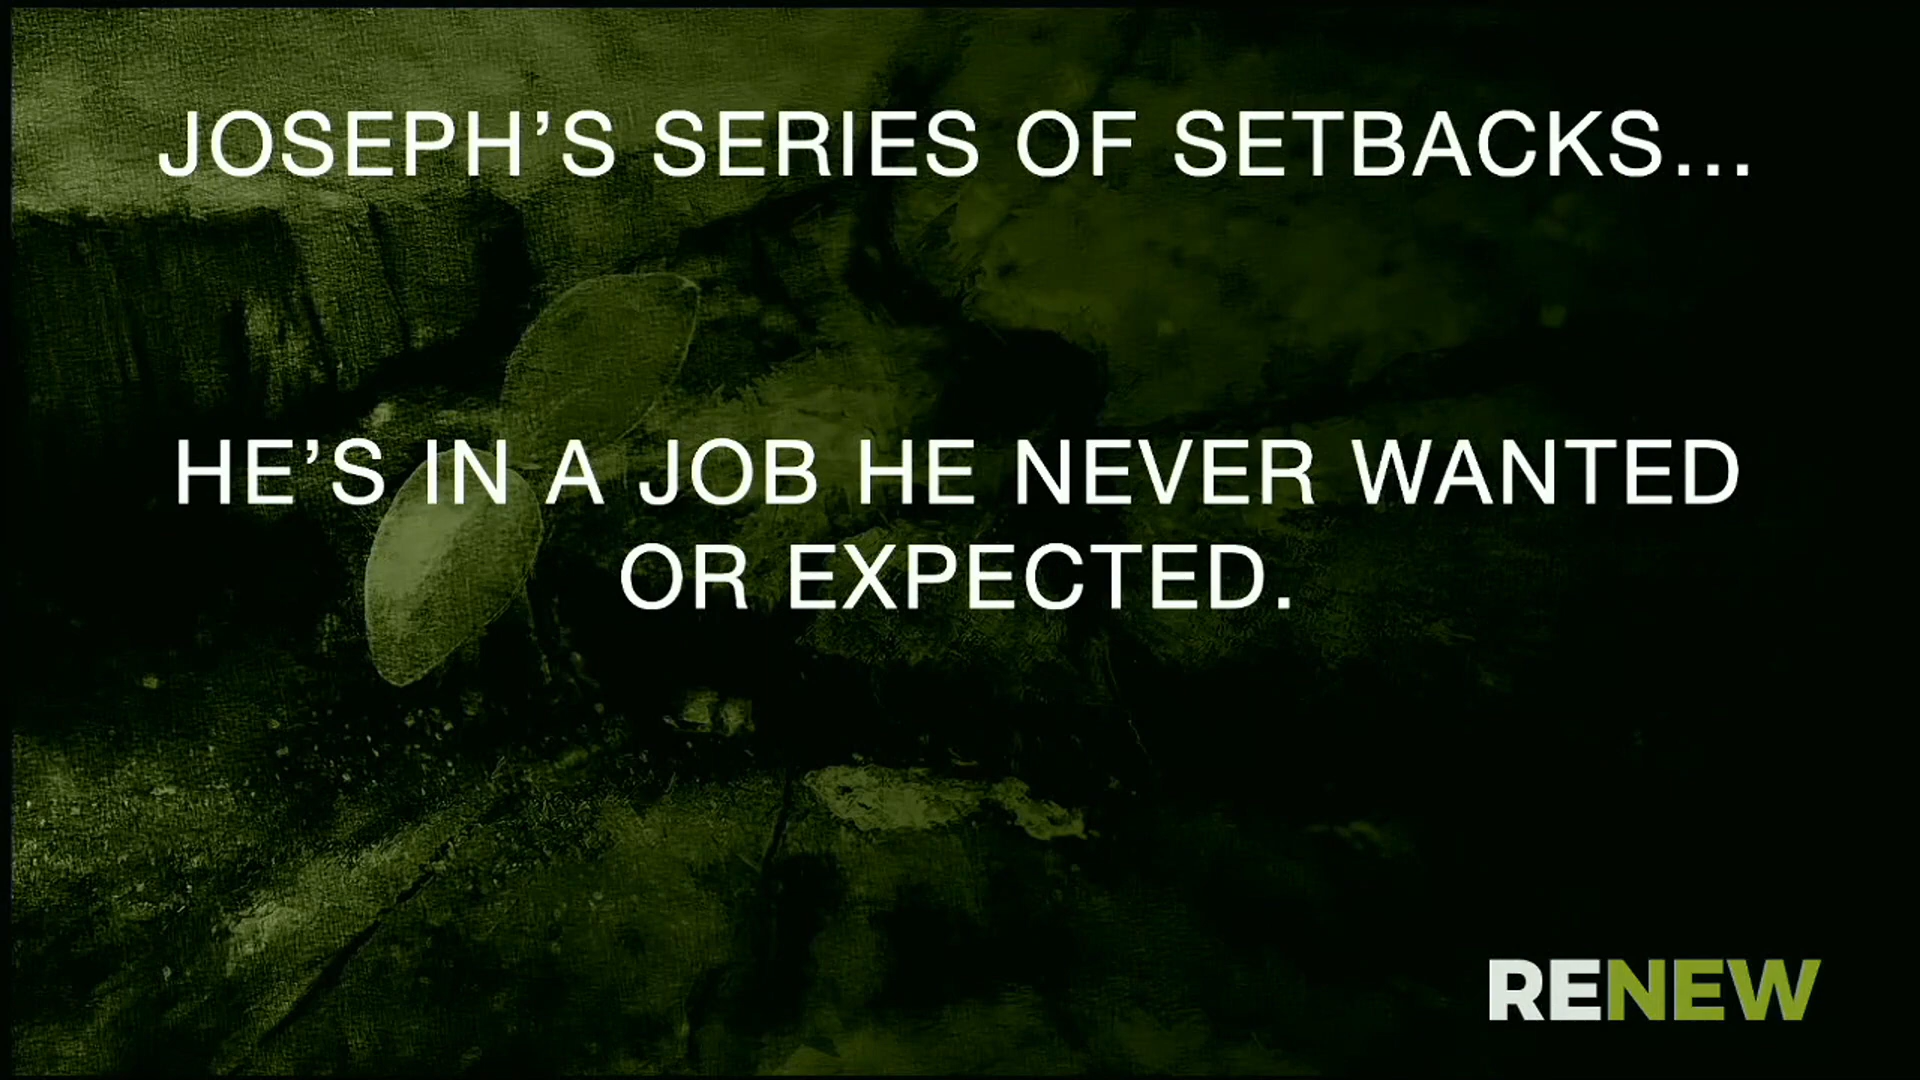 JOSEPH’S SERIES OF SETBACKS...
HE’S IN A JOB HE NEVER WANTED
OR EXPECTED.
RENEW